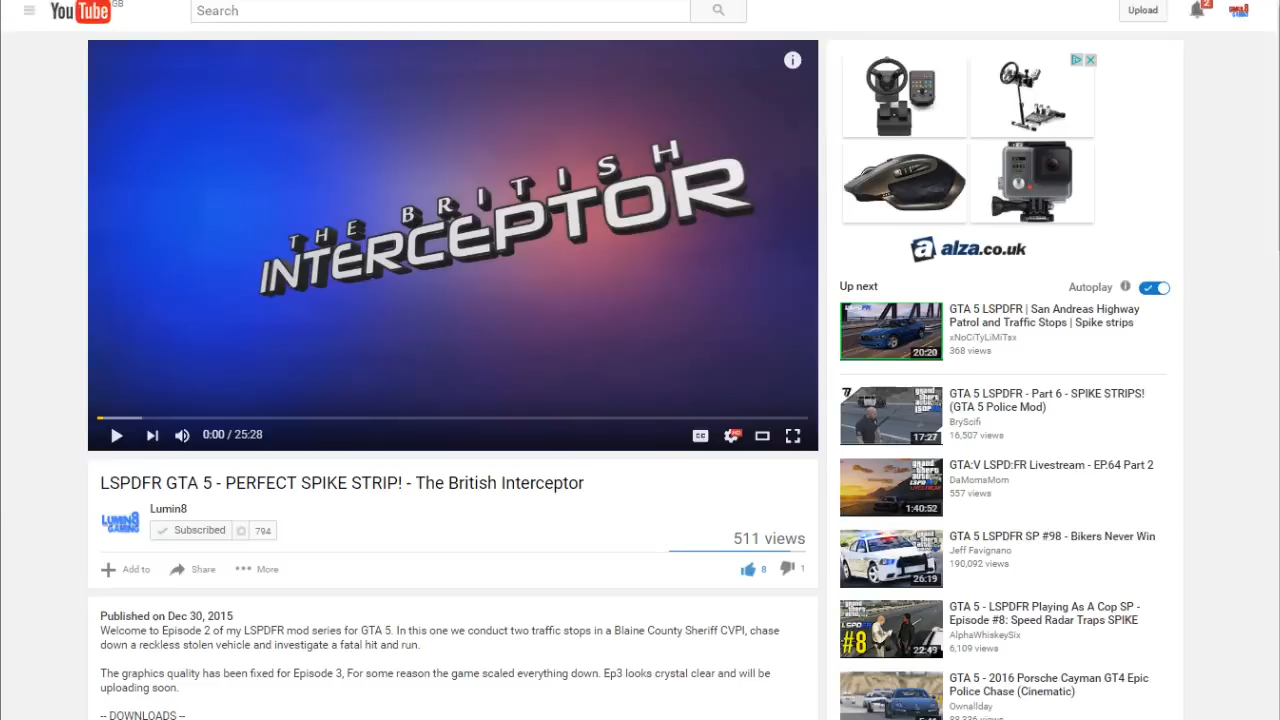 YouTube GB
Search
Upload
2
THE BRITISH
INTERCEPTOR
0:00 / 25:28
CC
HD
LSPDFR GTA 5 - PERFECT SPIKE STRIP! - The British Interceptor
LUMIN8
GAMING
Lumin8
Subscribed 794
511 views
Add to Share More
8 1
Published on Dec 30, 2015
Welcome to Episode 2 of my LSPDFR mod series for GTA 5. In this one we conduct two traffic stops in a Blaine County Sheriff CVPI, chase
down a reckless stolen vehicle and investigate a fatal hit and run.
The graphics quality has been fixed for Episode 3, For some reason the game scaled everything down. Ep3 looks crystal clear and will be
uploading soon.
-- DOWNLOADS --
a alza.co.uk
Up next
Autoplay
20:20
GTA 5 LSPDFR | San Andreas Highway
Patrol and Traffic Stops | Spike strips
xNoCiTyLiMiTsx
368 views
17:27
GTA 5 LSPDFR - Part 6 - SPIKE STRIPS!
(GTA 5 Police Mod)
BryScifi
16,507 views
1:40:52
GTA:V LSPD:FR Livestream - EP.64 Part 2
DaMomsMom
557 views
26:19
GTA 5 LSPDFR SP #98 - Bikers Never Win
Jeff Favignano
190,092 views
#8
22:49
GTA 5 - LSPDFR Playing As A Cop SP -
Episode #8: Speed Radar Traps SPIKE
AlphaWhiskeySix
6,109 views
GTA 5 - 2016 Porsche Cayman GT4 Epic
Police Chase (Cinematic)
Ownallday